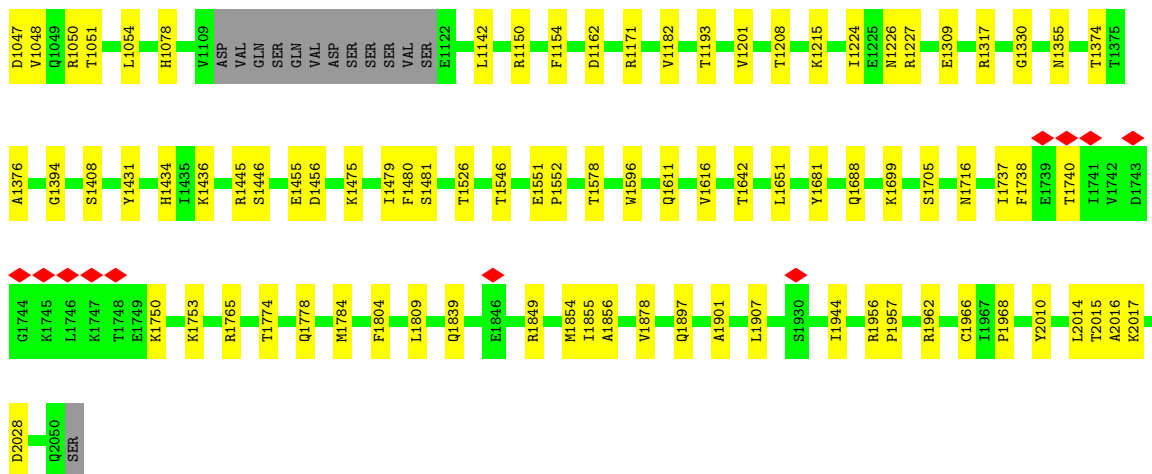 D1047 V1048 Q1049 R1050 T1051 L1054 H1078 V1109 ASP VAL GLN SER GLN VAL ASP SER SER SER VAL SER E1122 L1142 R1150 F1154 D1162 R1171 V1182 T1193 V1201 T1208 K1215 I1224 E1225 N1226 R1227 E1309 R1317 G1330 N1355 T1374 T1375
A1376 G1394 S1408 Y1431 H1434 I1435 K1436 R1445 S1446 E1455 D1456 K1475 I1479 F1480 S1481 T1526 T1546 E1551 P1552 T1578 W1596 Q1611 V1616 T1642 L1651 Y1681 Q1688 K1699 S1705 N1716 I1737 F1738 E1739 T1740 I1741 V1742 D1743
G1744 K1745 L1746 K1747 T1748 E1749 K1750 K1753 R1765 T1774 Q1778 M1784 F1804 L1809 Q1839 E1846 R1849 M1854 I1855 A1856 V1878 Q1897 A1901 L1907 S1930 I1944 R1956 P1957 R1962 C1966 I1967 P1968 Y2010 L2014 T2015 A2016 K2017
D2028 Q2050 SER